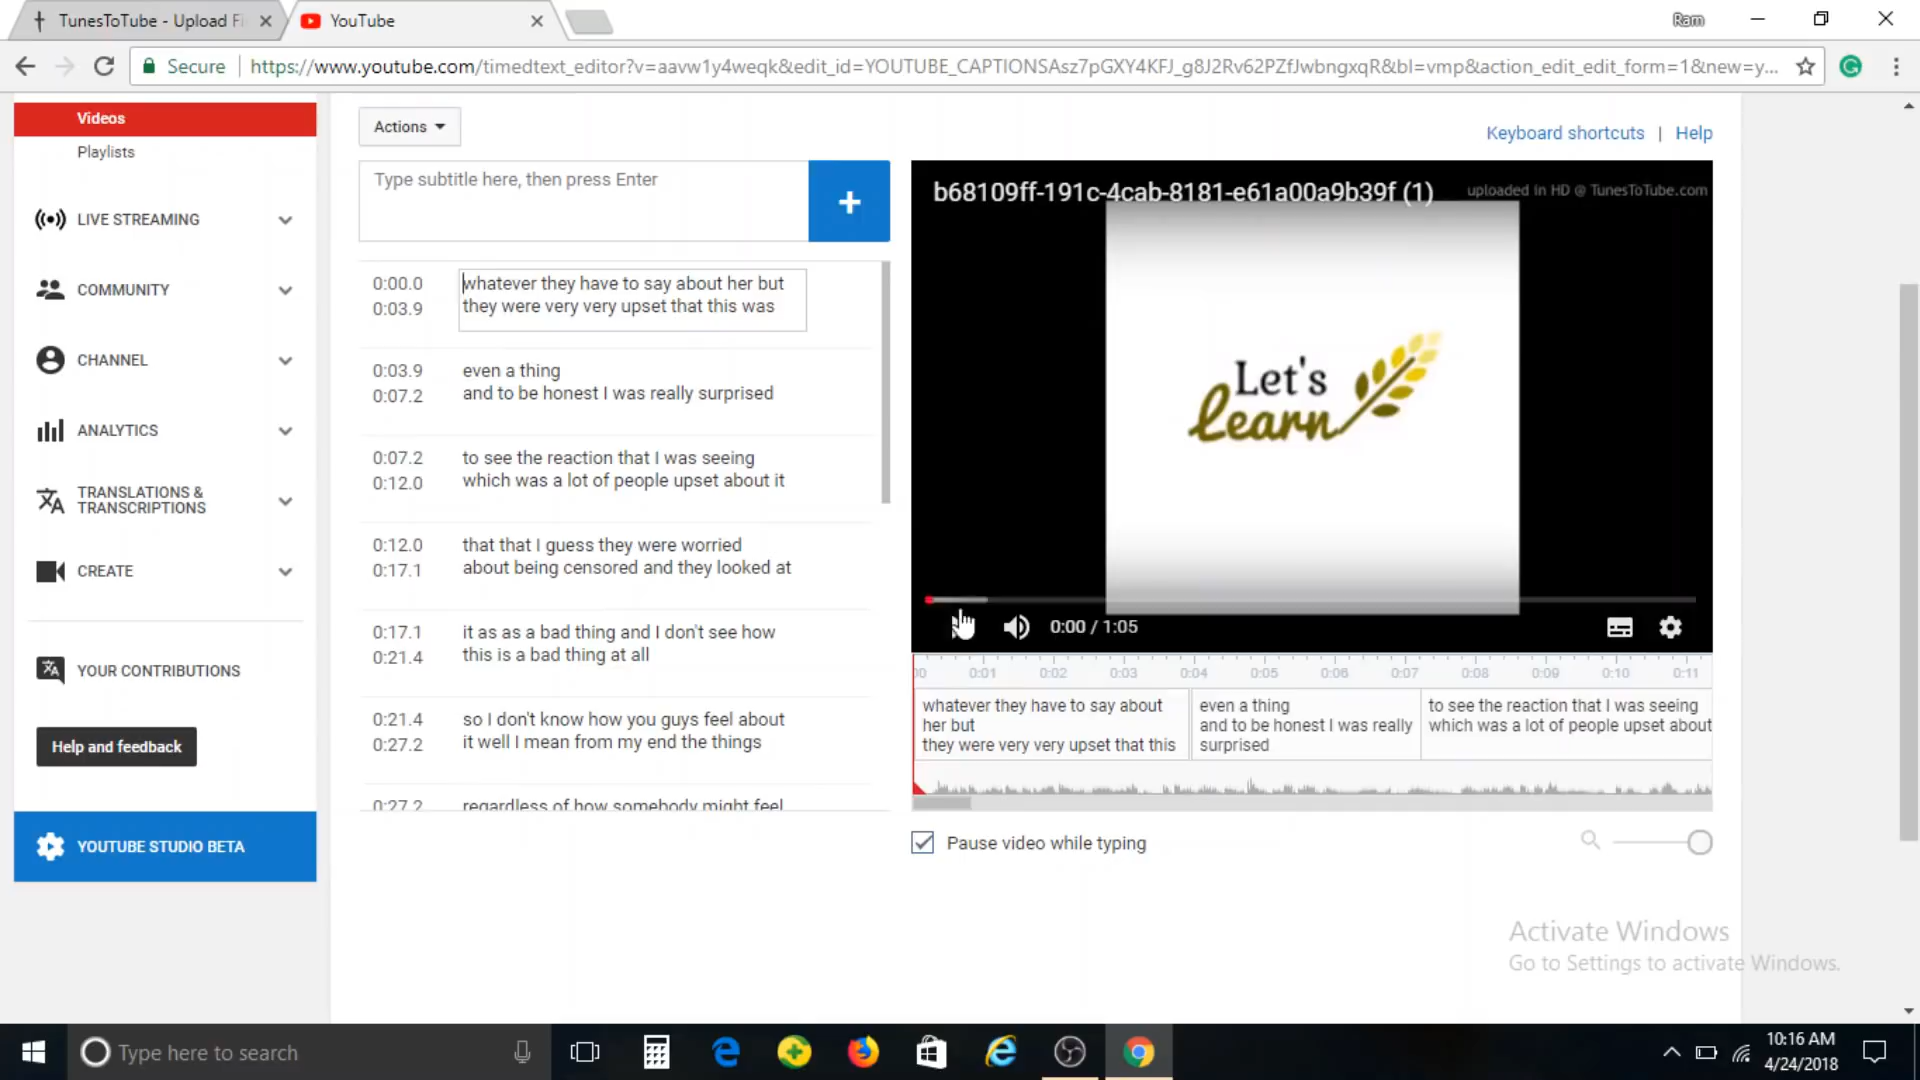 TunesToTube - Upload Fi
YouTube
Ram
Secure
https://www.youtube.com/timedtext_editor?v=aavw1y4weqk&edit_id=YOUTUBE_CAPTIONSAsz7pGXY4KFJ_g8J2Rv62PZfJwbngxqR&bl=vmp&action_edit_edit_form=1&new=y...
Videos
Playlists
LIVE STREAMING
COMMUNITY
CHANNEL
ANALYTICS
TRANSLATIONS &
TRANSCRIPTIONS
CREATE
YOUR CONTRIBUTIONS
Help and feedback
YOUTUBE STUDIO BETA
Actions
Keyboard shortcuts | Help
Type subtitle here, then press Enter
+
0:00.0 whatever they have to say about her but
0:03.9 they were very very upset that this was
0:03.9 even a thing
0:07.2 and to be honest I was really surprised
0:07.2 to see the reaction that I was seeing
0:12.0 which was a lot of people upset about it
0:12.0 that that I guess they were worried
0:17.1 about being censored and they looked at
0:17.1 it as as a bad thing and I don't see how
0:21.4 this is a bad thing at all
0:21.4 so I don't know how you guys feel about
0:27.2 it well I mean from my end the things
0:27.2 regardless of how somebody might feel
b68109ff-191c-4cab-8181-e61a00a9b39f (1)
uploaded in HD @ TunesToTube.com
Let's
Learn
0:00 / 1:05
00 0:01 0:02 0:03 0:04 0:05 0:06 0:07 0:08 0:09 0:10 0:11
whatever they have to say about
her but
they were very very upset that this
even a thing
and to be honest I was really
surprised
to see the reaction that I was seeing
which was a lot of people upset about
Pause video while typing
Activate Windows
Go to Settings to activate Windows.
Type here to search
10:16 AM
4/24/2018